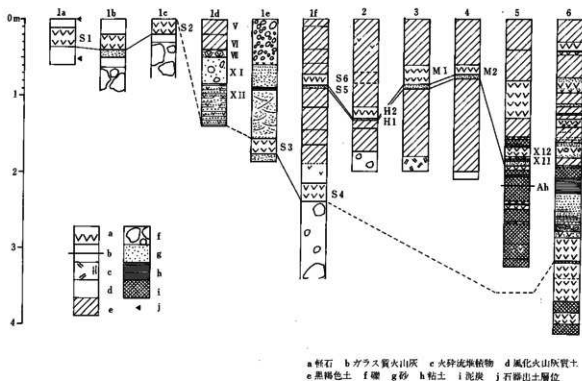 1a 1b 1c 1d 1e 1f 2 3 4 5 6
0m
1
2
3
4
S1
S2
V
VI
VII
XI
XII
S3
S6
S5
S4
H2
H1
M1
M2
XI2
XI1
Ah
a
b
c
d
e
f
g
h
i
j
a 軽石 b ガラス質火山灰 c 火砕流堆積物 d 風化火山灰質土
e 黒褐色土 f 礫 g 砂 h 粘土 i 泥炭 j 石器出土層位